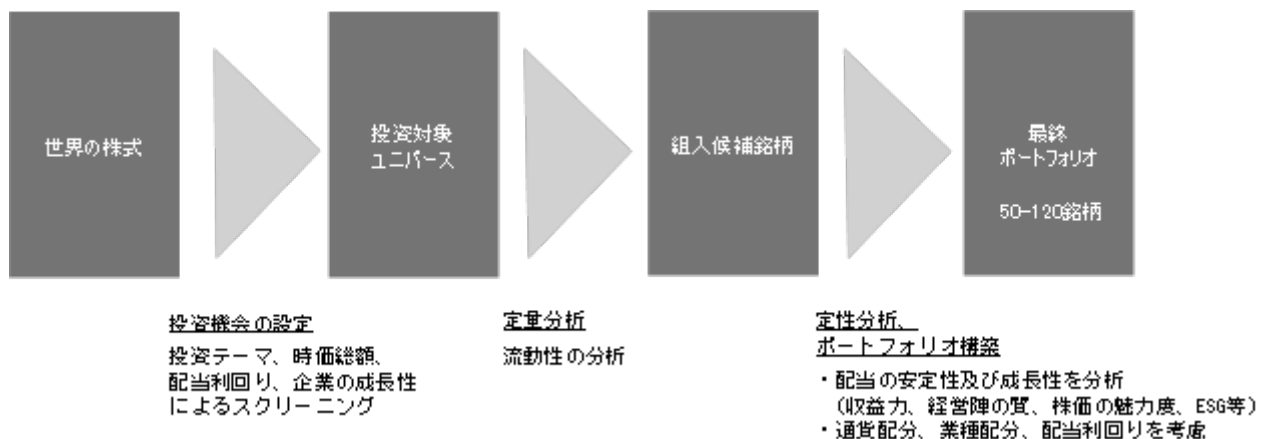 世界の株式
投資対象
ユニバース
組入候補銘柄
最終
ポートフォリオ
50-120銘柄
投資機会の設定
投資テーマ、時価総額、
配当利回り、企業の成長性
によるスクリーニング
定量分析
流動性の分析
定性分析、
ポートフォリオ構築
・配当の安定性及び成長性を分析
（収益力、経営陣の質、株価の魅力度、ESG等）
・通貨配分、業種配分、配当利回りを考慮